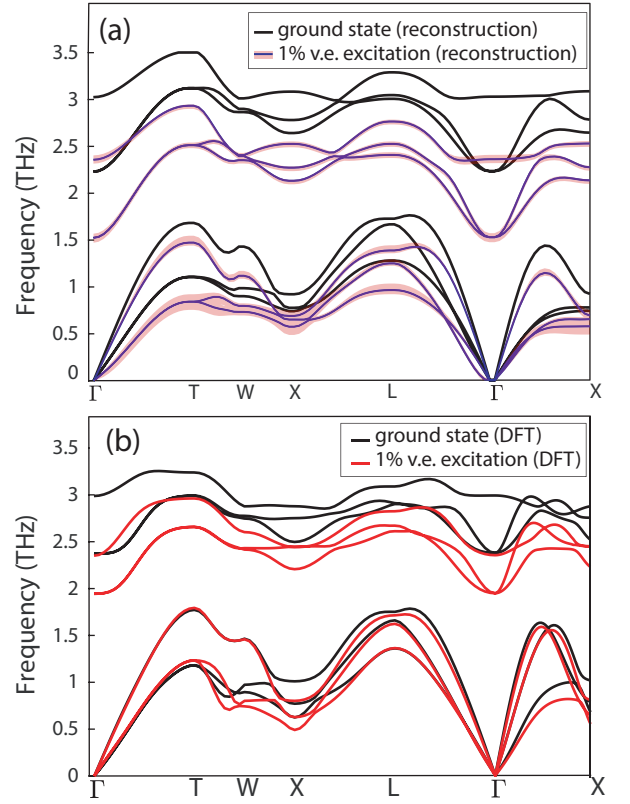 (a)
ground state (reconstruction)
1% v.e. excitation (reconstruction)
Frequency (THz)
3.5
3
2.5
2
1.5
1
0.5
0
Γ T W X L Γ X
(b)
ground state (DFT)
1% v.e. excitation (DFT)
Frequency (THz)
3.5
3
2.5
2
1.5
1
0.5
0
Γ T W X L Γ X